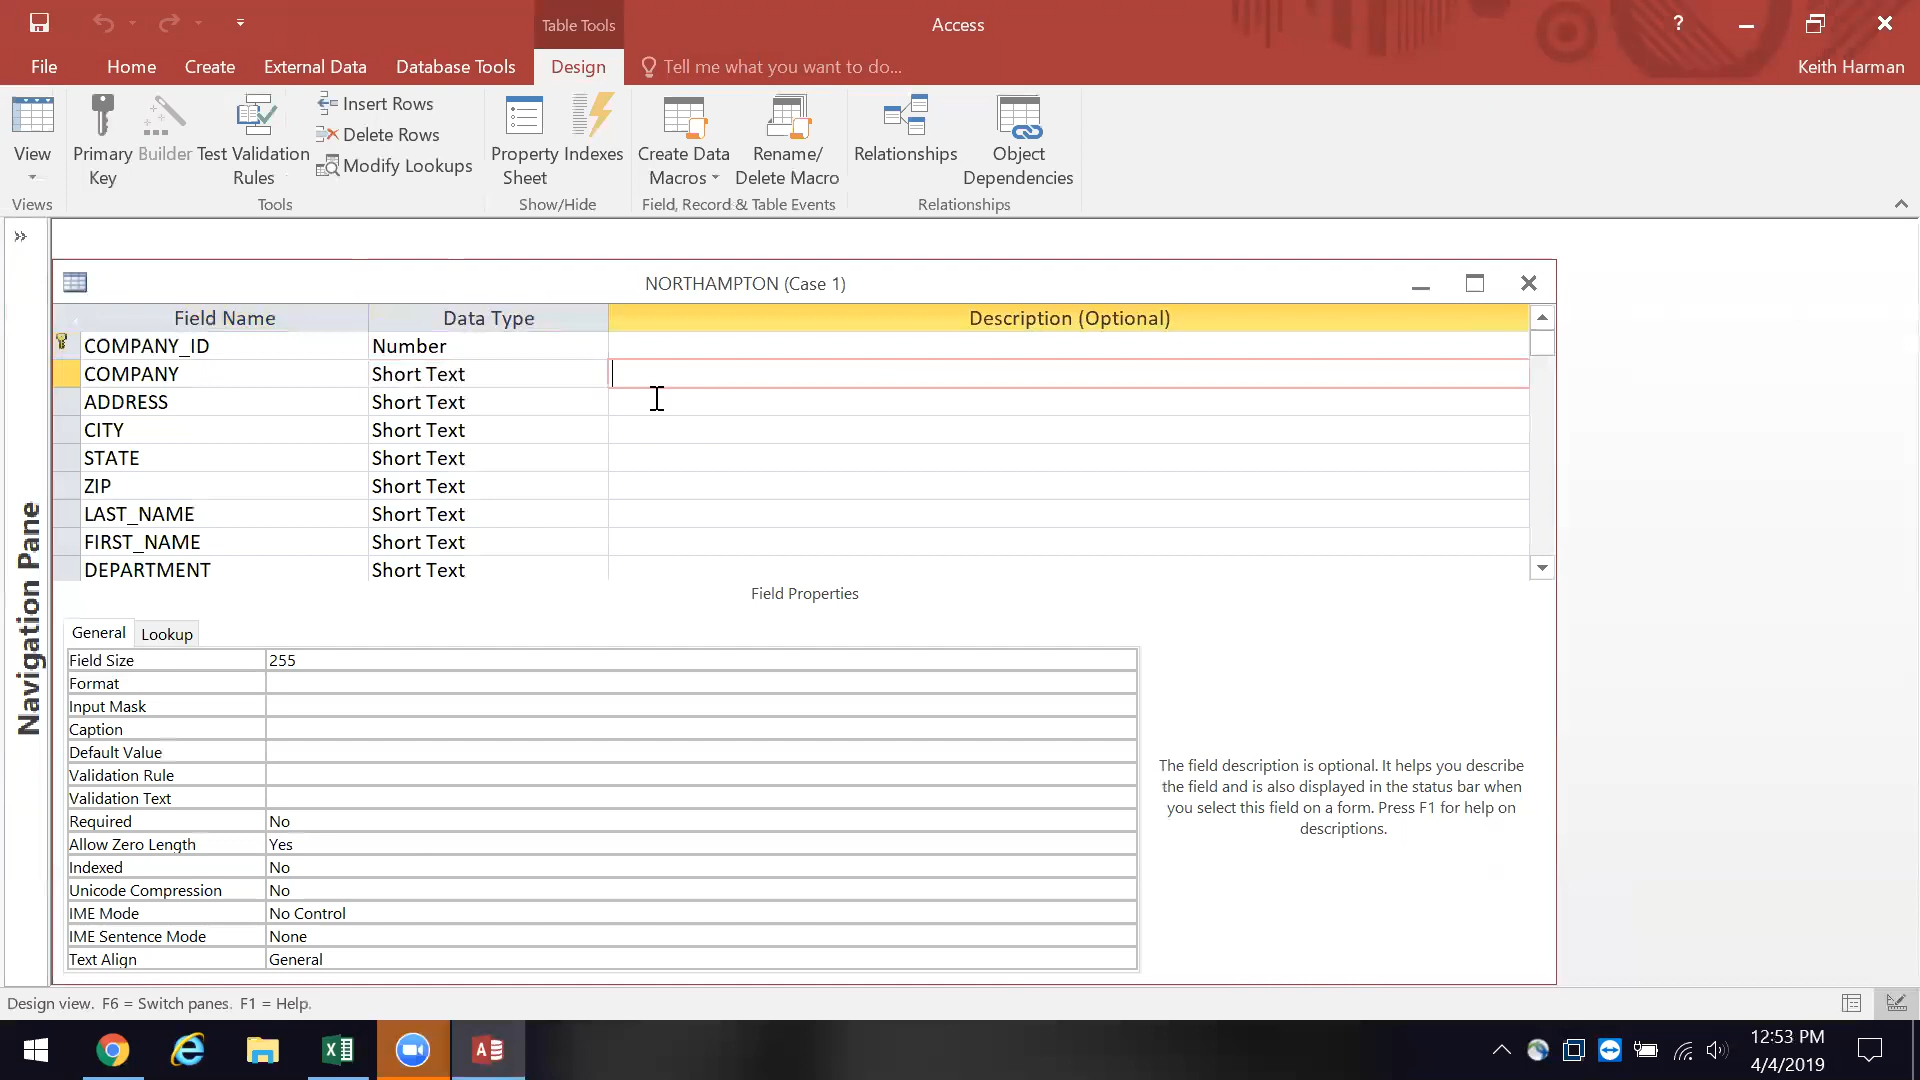 Table Tools
Access
?
File
Home
Create
External Data
Database Tools
Design
Tell me what you want to do...
Keith Harman
View
Primary Key
Builder
Test Validation Rules
Insert Rows
Delete Rows
Modify Lookups
Property Sheet
Indexes
Create Data Macros
Rename/ Delete Macro
Relationships
Object Dependencies
Views
Tools
Show/Hide
Field, Record & Table Events
Relationships
Navigation Pane
NORTHAMPTON (Case 1)
Field Name Data Type Description (Optional)
COMPANY_ID Number
COMPANY Short Text
ADDRESS Short Text
CITY Short Text
STATE Short Text
ZIP Short Text
LAST_NAME Short Text
FIRST_NAME Short Text
DEPARTMENT Short Text
Field Properties
General Lookup
Field Size 255
Format
Input Mask
Caption
Default Value
Validation Rule
Validation Text
Required No
Allow Zero Length Yes
Indexed No
Unicode Compression No
IME Mode No Control
IME Sentence Mode None
Text Align General
The field description is optional. It helps you describe
the field and is also displayed in the status bar when
you select this field on a form. Press F1 for help on
descriptions.
Design view. F6 = Switch panes. F1 = Help.
12:53 PM
4/4/2019